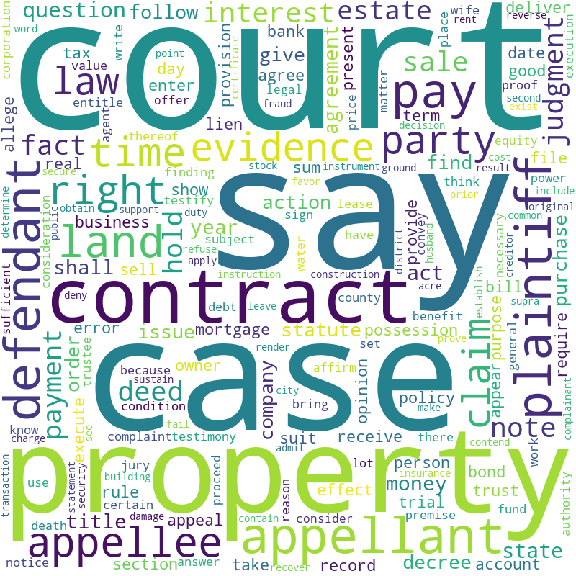 corporation
question
follow
interest
estate
deliver
word
court
tax
write
point
bank
wife
rent
reverse
place
execution
value
day
provision
give
agree
present
date
good
law
enter
legal
price
matter
proof
entitle
offer
agreement
sale
second
exist
judgment
allege
agent
fraud
decision
pay
term
fact
thereof
lien
party
equity
real
time
evidence
find
file
secure
finding
stock
instrument
ground
cost
result
power
include
defendant
right
show
testify
favor
sum
think
prior
determine
obtain
support
duty
sign
action
lease
provide
original
plaintiff
consideration
public
land
business
hold
year
subject
have
convey
act
necessary
common
purchase
say
refuse
apply
water
district
husband
creditor
bill
sufficient
shall
sell
instruction
construction
acre
supra
deny
contract
debt
leave
county
benefit
establish
claim
purpose
general
error
issue
mortgage
statute
possession
appear
require
complainant
order
trustee
payment
because
render
set
prove
note
sustain
owner
city
affirm
case
execute
deed
condition
company
bring
opinion
policy
make
receive
there
contend
work
know
charge
see
fail
complain
testimony
suit
admit
property
transaction
use
statement
security
building
jury
proceed
lot
insurance
person
bond
authority
rule
certain
reason
effect
money
trial
trust
fund
death
damage
contain
premise
title
appeal
consider
appellee
appellant
state
notice
section
answer
take
recover
record
decree
account